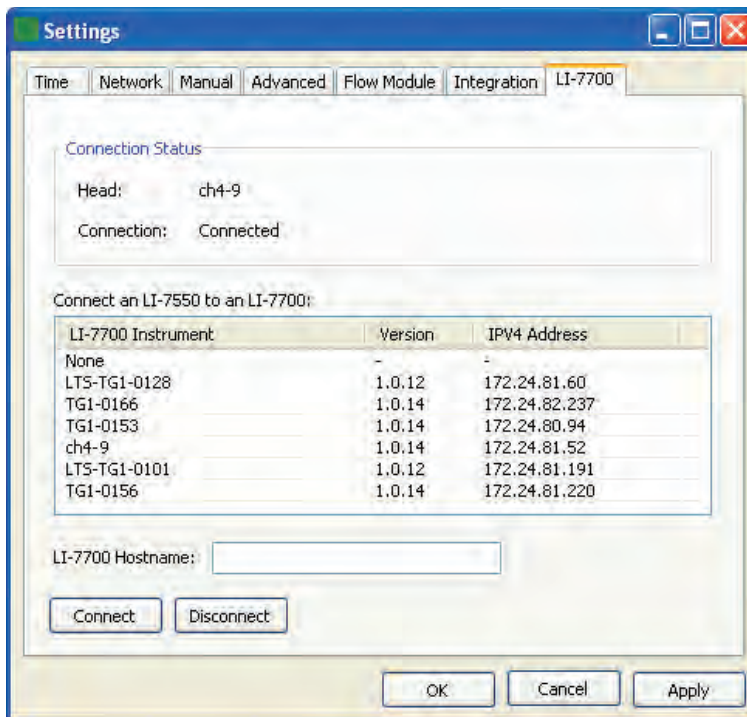 Settings
Time Network Manual Advanced Flow Module Integration LI-7700
Connection Status
Head: ch4-9
Connection: Connected
Connect an LI-7550 to an LI-7700:
LI-7700 Instrument Version IPV4 Address
None - -
LTS-TG1-0128 1.0.12 172.24.81.60
TG1-0166 1.0.14 172.24.82.237
TG1-0153 1.0.14 172.24.80.94
ch4-9 1.0.14 172.24.81.52
LTS-TG1-0101 1.0.12 172.24.81.191
TG1-0156 1.0.14 172.24.81.220
LI-7700 Hostname:
Connect Disconnect
OK Cancel Apply